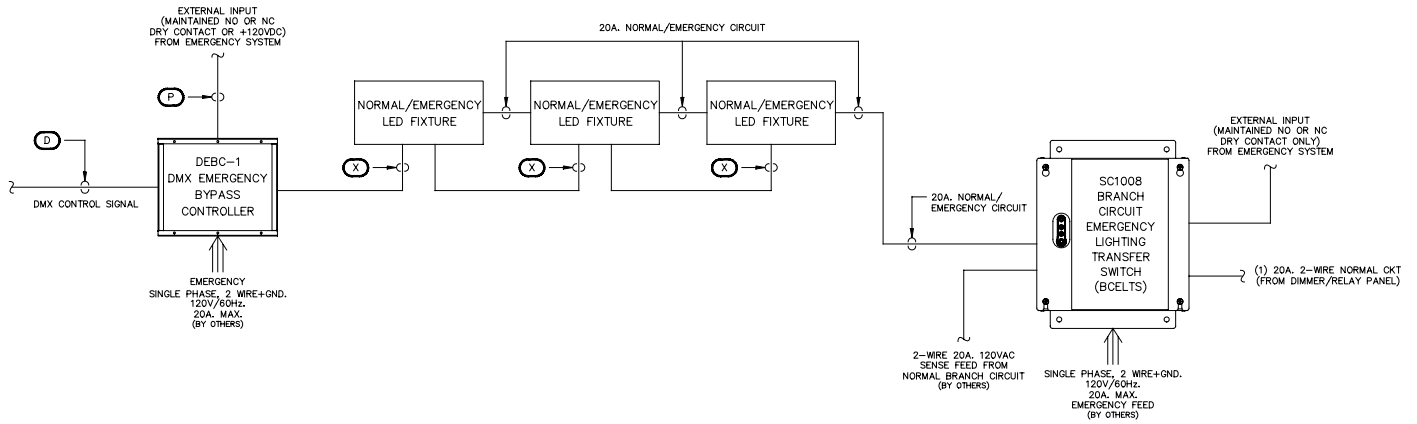 EXTERNAL INPUT
(MAINTAINED NO OR NC
DRY CONTACT OR +120VDC)
FROM EMERGENCY SYSTEM
P
D
DMX CONTROL SIGNAL
DEBC-1
DMX EMERGENCY
BYPASS
CONTROLLER
EMERGENCY
SINGLE PHASE, 2 WIRE+GND.
120V/60Hz.
20A. MAX.
(BY OTHERS)
20A. NORMAL/EMERGENCY CIRCUIT
NORMAL/EMERGENCY
LED FIXTURE
NORMAL/EMERGENCY
LED FIXTURE
NORMAL/EMERGENCY
LED FIXTURE
X
X
X
20A. NORMAL/
EMERGENCY CIRCUIT
SC1008
BRANCH
CIRCUIT
EMERGENCY
LIGHTING
TRANSFER
SWITCH
(BCELTS)
EXTERNAL INPUT
(MAINTAINED NO OR NC
DRY CONTACT ONLY)
FROM EMERGENCY SYSTEM
(1) 20A. 2-WIRE NORMAL CKT
(FROM DIMMER/RELAY PANEL)
2-WIRE 20A. 120VAC
SENSE FEED FROM
NORMAL BRANCH CIRCUIT
(BY OTHERS)
SINGLE PHASE, 2 WIRE+GND.
120V/60Hz.
20A. MAX.
EMERGENCY FEED
(BY OTHERS)